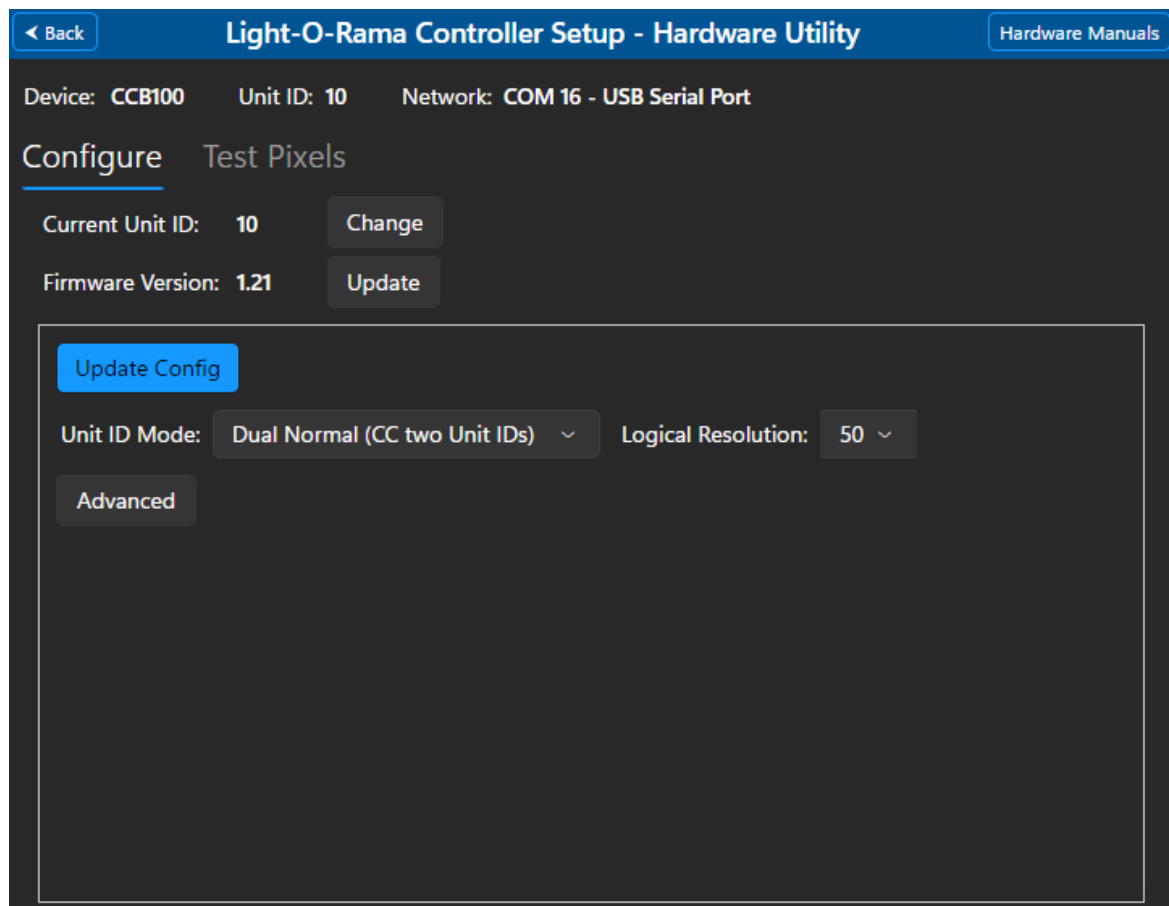 Back
Light-O-Rama Controller Setup - Hardware Utility
Hardware Manuals
Device: CCB100 Unit ID: 10 Network: COM 16 - USB Serial Port
Configure Test Pixels
Current Unit ID: 10 Change
Firmware Version: 1.21 Update
Update Config
Unit ID Mode: Dual Normal (CC two Unit IDs) Logical Resolution: 50
Advanced